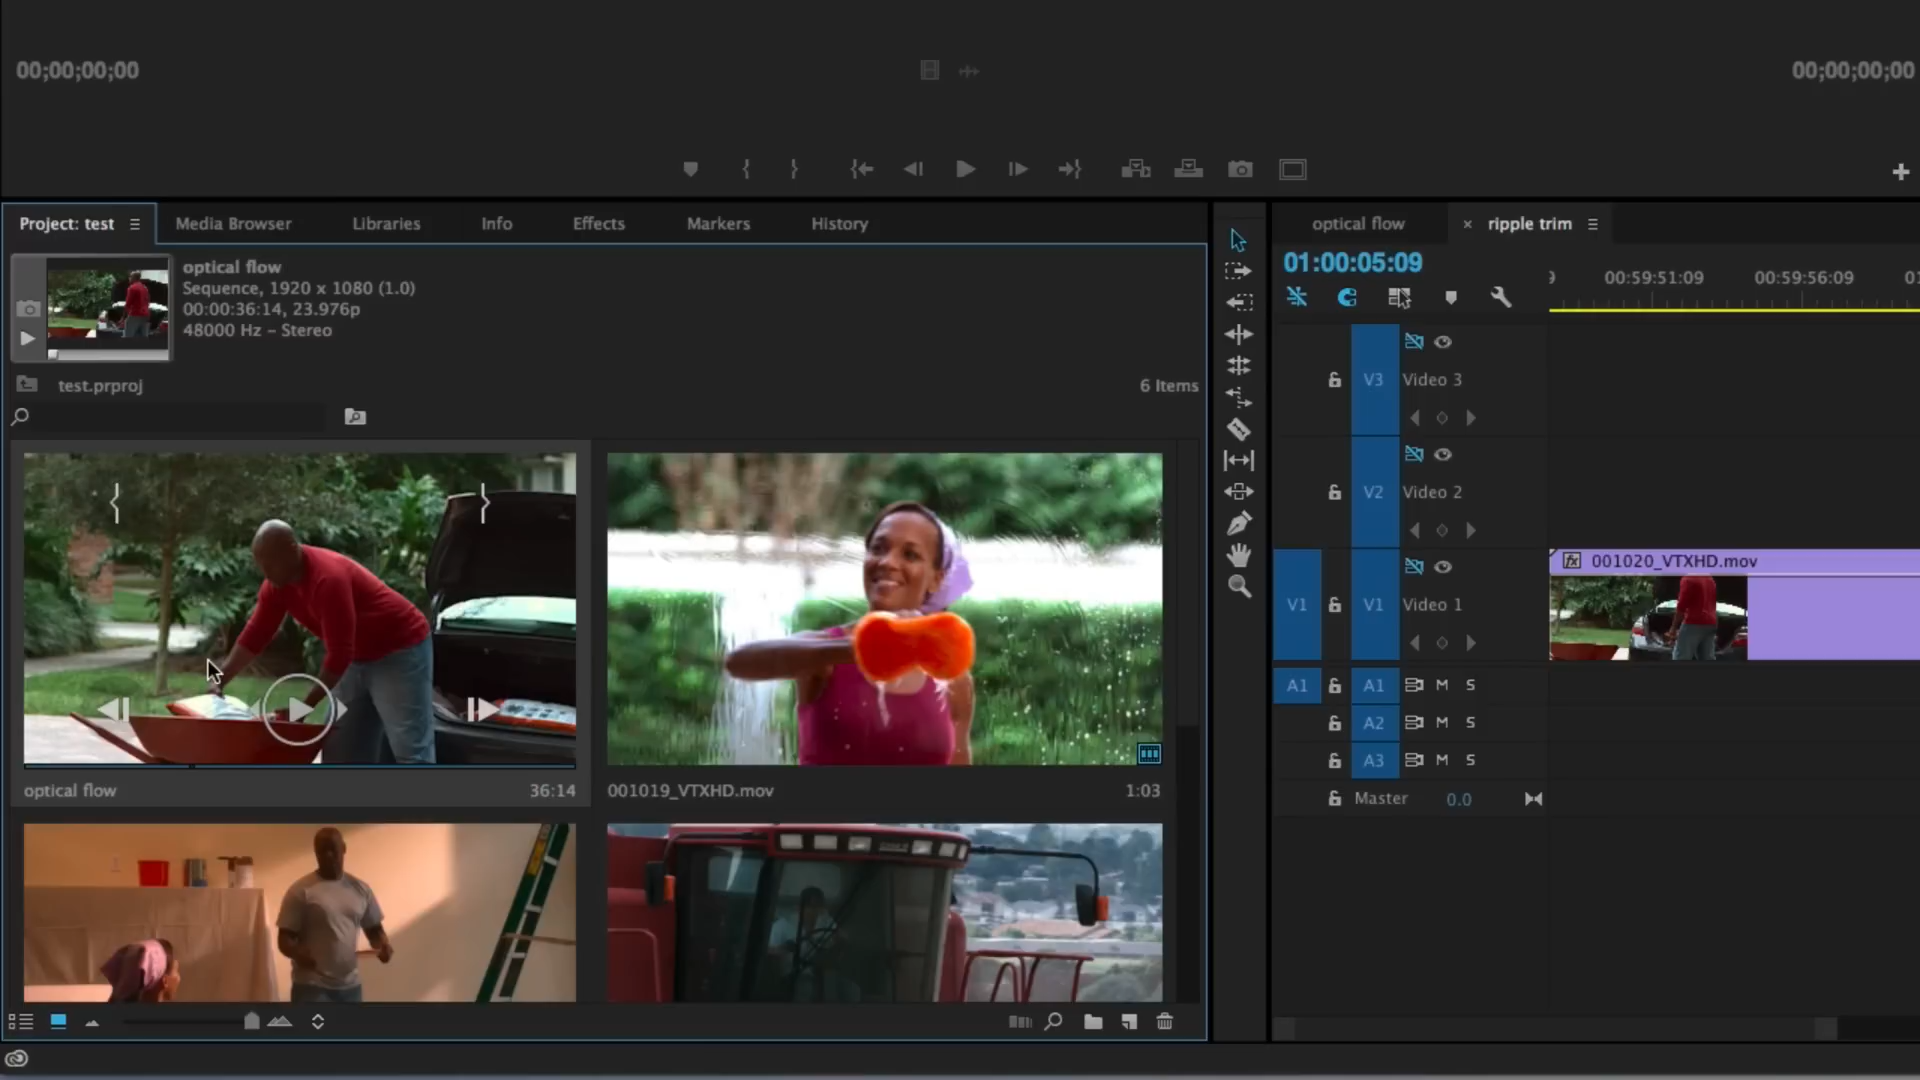 00;00;00;00
00;00;00;00
Project: test
Media Browser
Libraries
Info
Effects
Markers
History
optical flow
Sequence, 1920 x 1080 (1.0)
00:00:36:14, 23.976p
48000 Hz – Stereo
test.prproj
6 Items
optical flow
36:14
001019_VTXHD.mov
1:03
optical flow
× ripple trim
01:00:05:09
9
00:59:51:09
00:59:56:09
01
V3
Video 3
V2
Video 2
V1
V1
Video 1
fx
001020_VTXHD.mov
A1
A1
M
S
A2
M
S
A3
M
S
Master
0.0